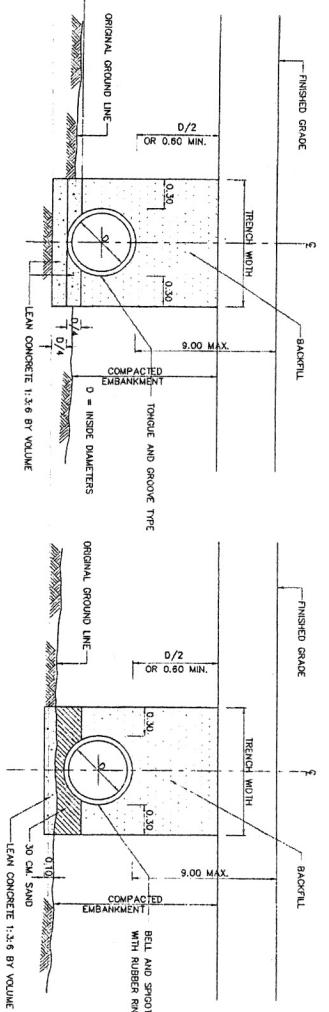 FINISHED GRADE
ORIGINAL GROUND LINE
D/2
OR 0.60 MIN.
0.30
0.30
TRENCH WIDTH
BACKFILL
9.00 MAX.
COMPACTED
EMBANKMENT
D/4
D/4
TONGUE AND GROOVE TYPE
D = INSIDE DIAMETERS
LEAN CONCRETE 1:3:6 BY VOLUME
FINISHED GRADE
ORIGINAL GROUND LINE
D/2
OR 0.60 MIN.
0.30
0.30
TRENCH WIDTH
BACKFILL
9.00 MAX.
COMPACTED
EMBANKMENT
0.10
BELL AND SPIGOT
WITH RUBBER RIN
30 CM. SAND
LEAN CONCRETE 1:3:6 BY VOLUME